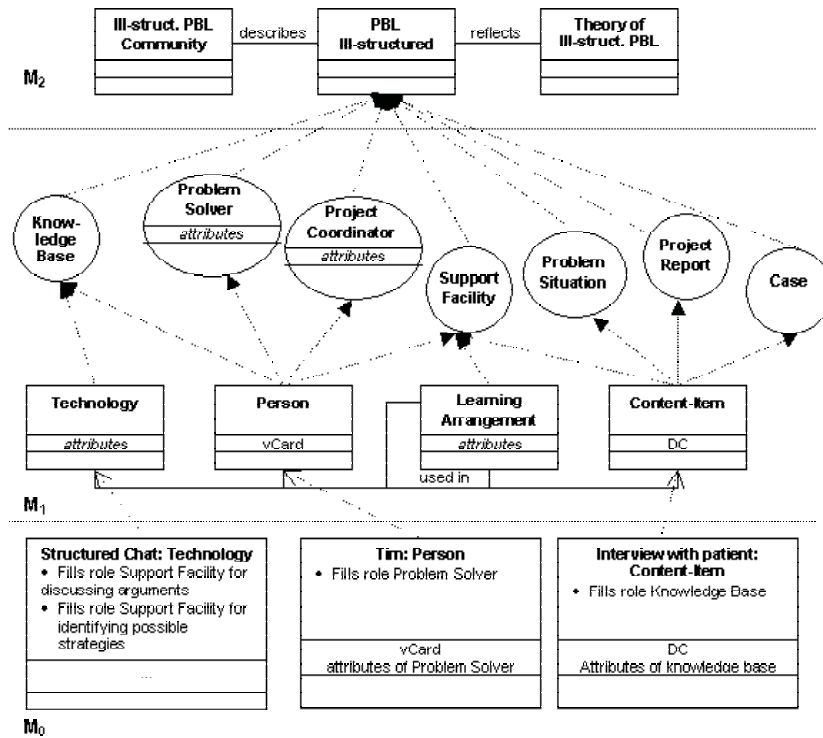 Ill-struct. PBL
Community
describes
PBL
Ill-structured
reflects
Theory of
Ill-struct. PBL
M2
Know-
ledge
Base
Problem
Solver
attributes
Project
Coordinator
attributes
Support
Facility
Problem
Situation
Project
Report
Case
Technology
attributes
Person
vCard
Learning
Arrangement
attributes
Content-Item
DC
used in
M1
Structured Chat: Technology
• Fills role Support Facility for
discussing arguments
• Fills role Support Facility for
identifying possible
strategies
...
Tim: Person
• Fills role Problem Solver
vCard
attributes of Problem Solver
Interview with patient:
Content-Item
• Fills role Knowledge Base
DC
Attributes of knowledge base
M0